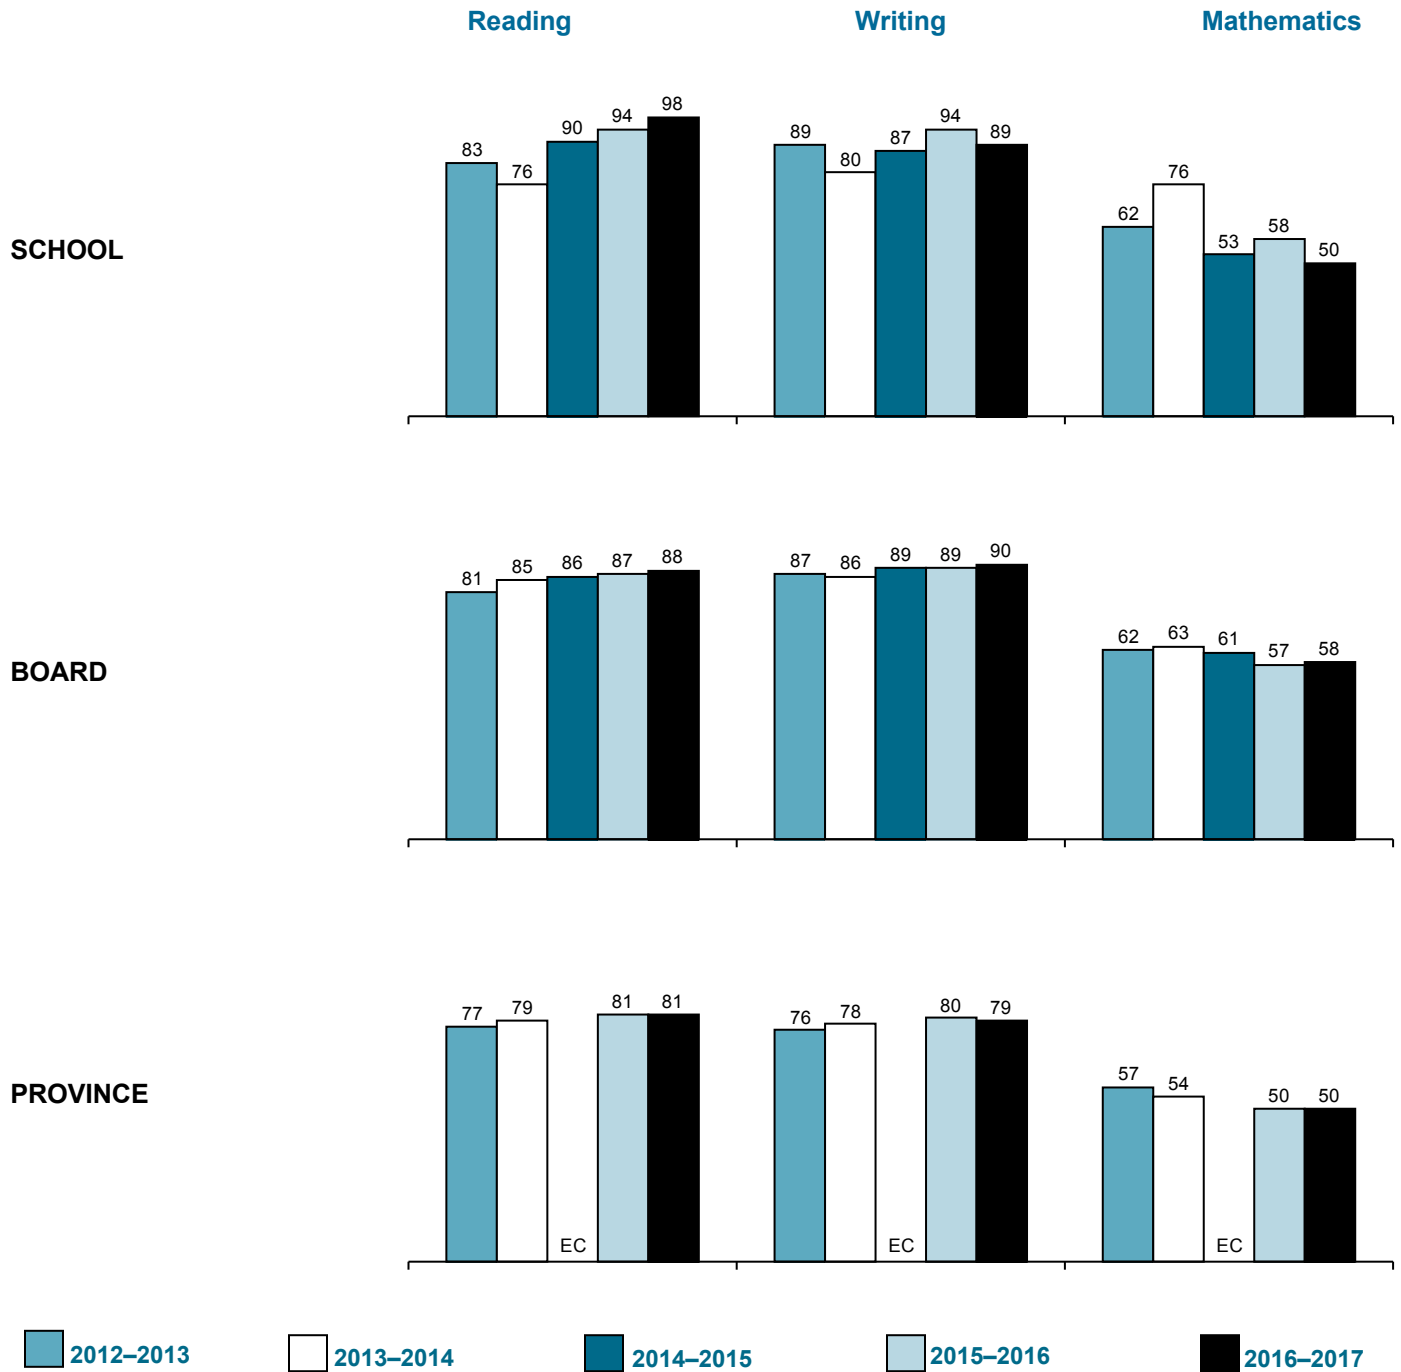 Reading Writing Mathematics
SCHOOL
83 76 90 94 98 89 80 87 94 89 62 76 53 58 50
BOARD
81 85 86 87 88 87 86 89 89 90 62 63 61 57 58
PROVINCE
77 79 EC 81 81 76 78 EC 80 79 57 54 EC 50 50
2012–2013 2013–2014 2014–2015 2015–2016 2016–2017